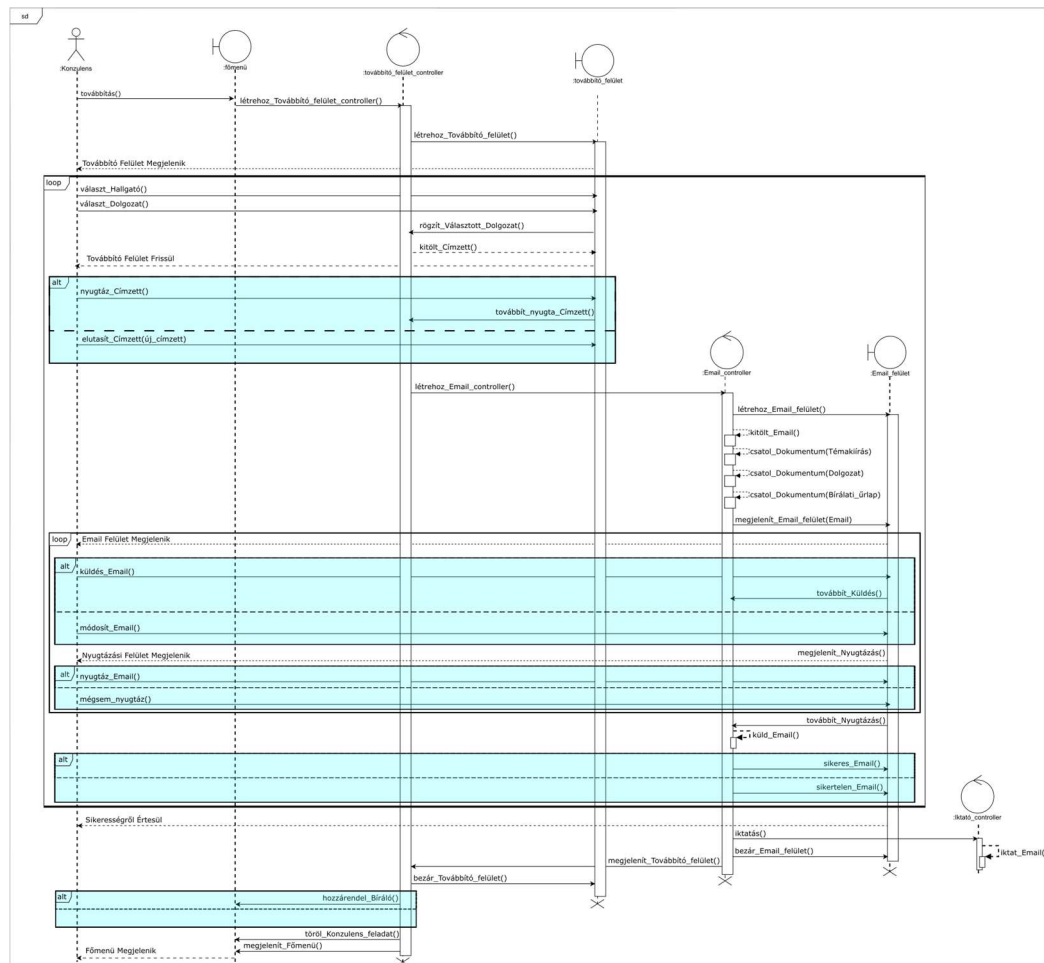 sd
:Konzulens
:főmenü
:továbbító_felület_controller
:továbbító_felület
továbbítás()
létrehoz_Továbbító_felület_controller()
létrehoz_Továbbító_felület()
Továbbító Felület Megjelenik
loop
választ_Hallgató()
választ_Dolgozat()
rögzít_Választott_Dolgozat()
kitölt_Címzett()
Továbbító Felület Frissül
alt
nyugtáz_Címzett()
továbbít_nyugta_Címzett()
elutasít_Címzett(új_címzett)
:Email_controller
:Email_felület
létrehoz_Email_controller()
létrehoz_Email_felület()
kitölt_Email()
csatol_Dokumentum(Témakiírás)
csatol_Dokumentum(Dolgozat)
csatol_Dokumentum(Bírálati_űrlap)
megjelenít_Email_felület(Email)
loop
Email Felület Megjelenik
alt
küldés_Email()
továbbít_Küldés()
módosít_Email()
Nyugtázási Felület Megjelenik
megjelenít_Nyugtázás()
alt
nyugtáz_Email()
mégsem_nyugtáz()
továbbít_Nyugtázás()
küld_Email()
alt
sikeres_Email()
sikertelen_Email()
:Iktató_controller
Sikerességről Értesül
iktatás()
iktat_Email(
bezár_Email_felület()
megjelenít_Továbbító_felület()
bezár_Továbbító_felület()
alt
hozzárendel_Bíráló()
töröl_Konzulens_feladat()
megjelenít_Főmenü()
Főmenü Megjelenik